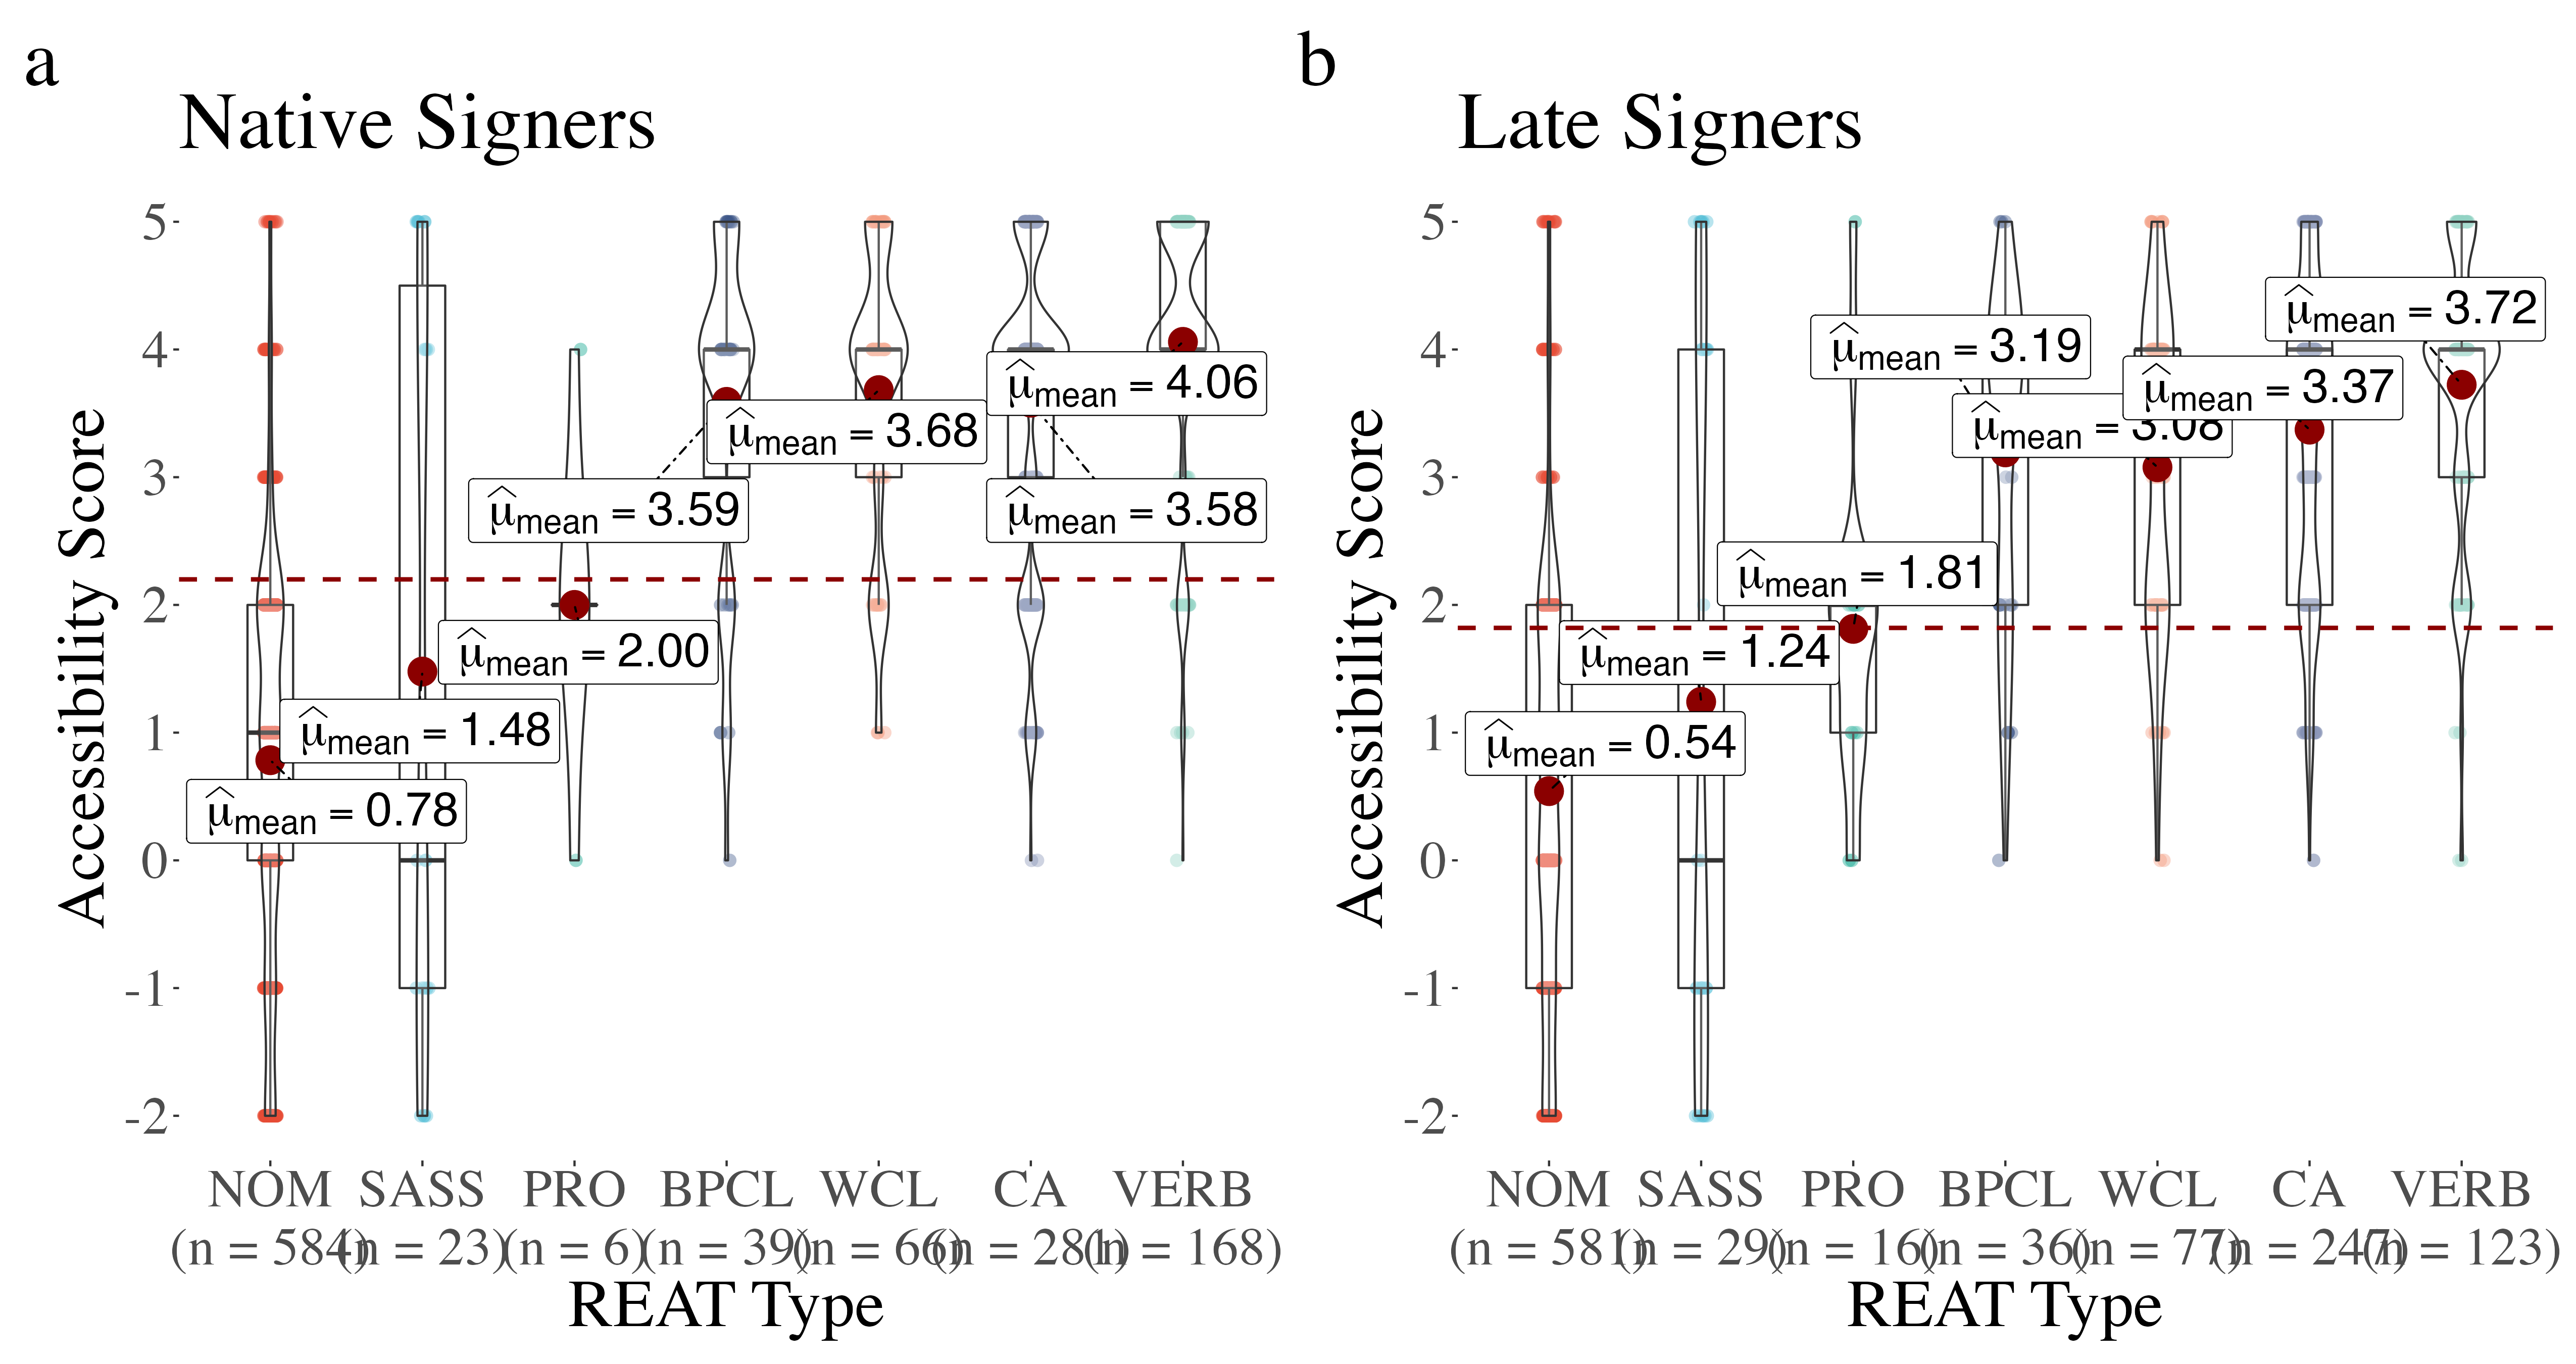 a
Native Signers
Accessibility Score
5
4
3
2
1
0
-1
-2
μ̂mean = 0.78
μ̂mean = 1.48
μ̂mean = 2.00
μ̂mean = 3.59
μ̂mean = 3.68
μ̂mean = 3.58
μ̂mean = 4.06
NOM SASS PRO BPCL WCL CA VERB
(n = 584) (n = 23) (n = 6) (n = 39) (n = 66) (n = 281) (n = 168)
REAT Type
b
Late Signers
Accessibility Score
5
4
3
2
1
0
-1
-2
μ̂mean = 0.54
μ̂mean = 1.24
μ̂mean = 1.81
μ̂mean = 3.19
μ̂mean = 3.08
μ̂mean = 3.37
μ̂mean = 3.72
NOM SASS PRO BPCL WCL CA VERB
(n = 581) (n = 29) (n = 16) (n = 36) (n = 77) (n = 247) (n = 123)
REAT Type